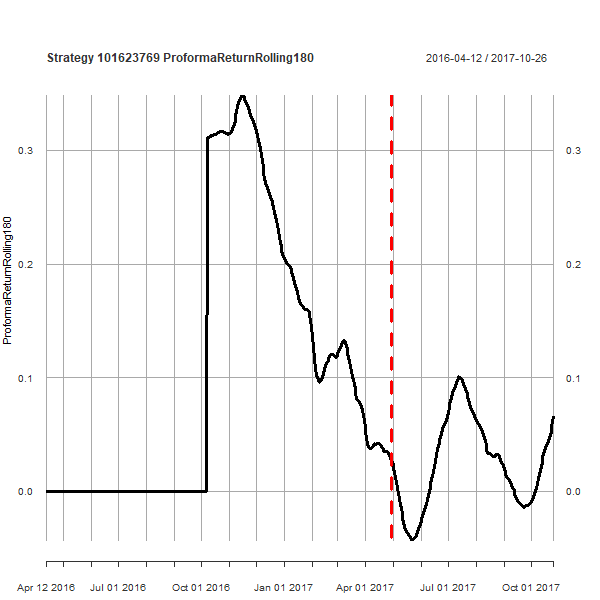 Strategy 101623769 ProformaReturnRolling180
2016-04-12 / 2017-10-26
ProformaReturnRolling180
0.3
0.2
0.1
0.0
0.3
0.2
0.1
0.0
Apr 12 2016
Jul 01 2016
Oct 01 2016
Jan 01 2017
Apr 01 2017
Jul 01 2017
Oct 01 2017